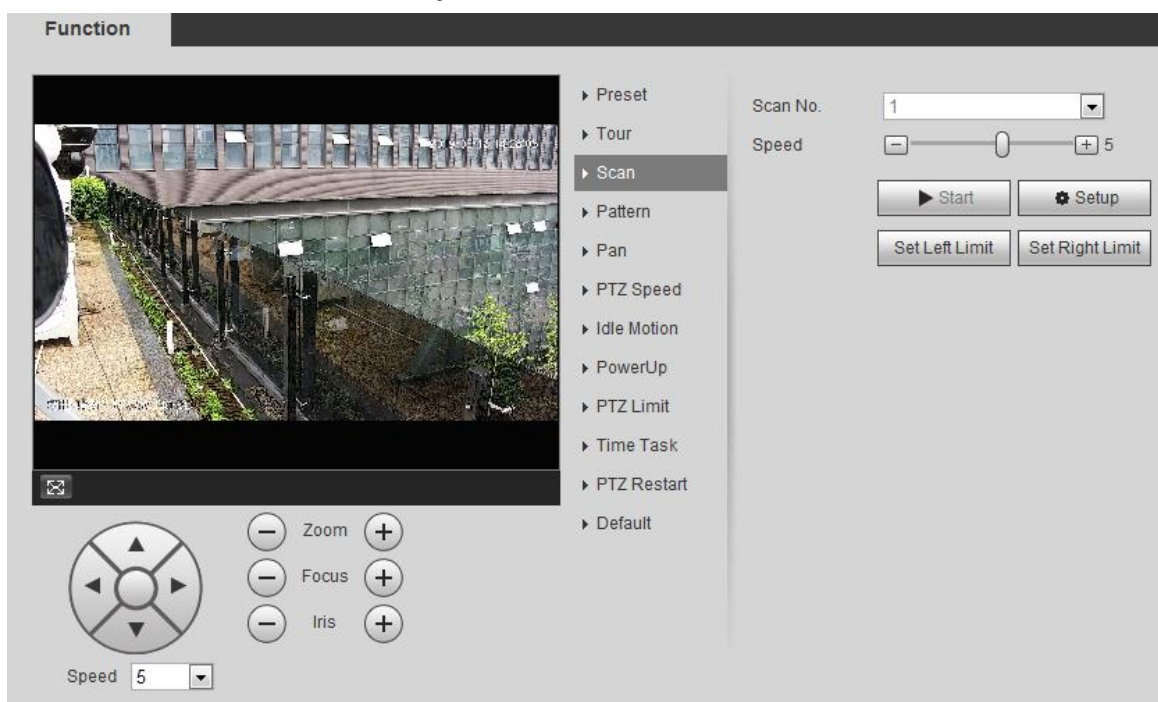 Function
Preset
Tour
Scan
Pattern
Pan
PTZ Speed
Idle Motion
PowerUp
PTZ Limit
Time Task
PTZ Restart
Default
Scan No. 1
Speed 5
Start Setup
Set Left Limit Set Right Limit
Zoom
Focus
Iris
Speed 5